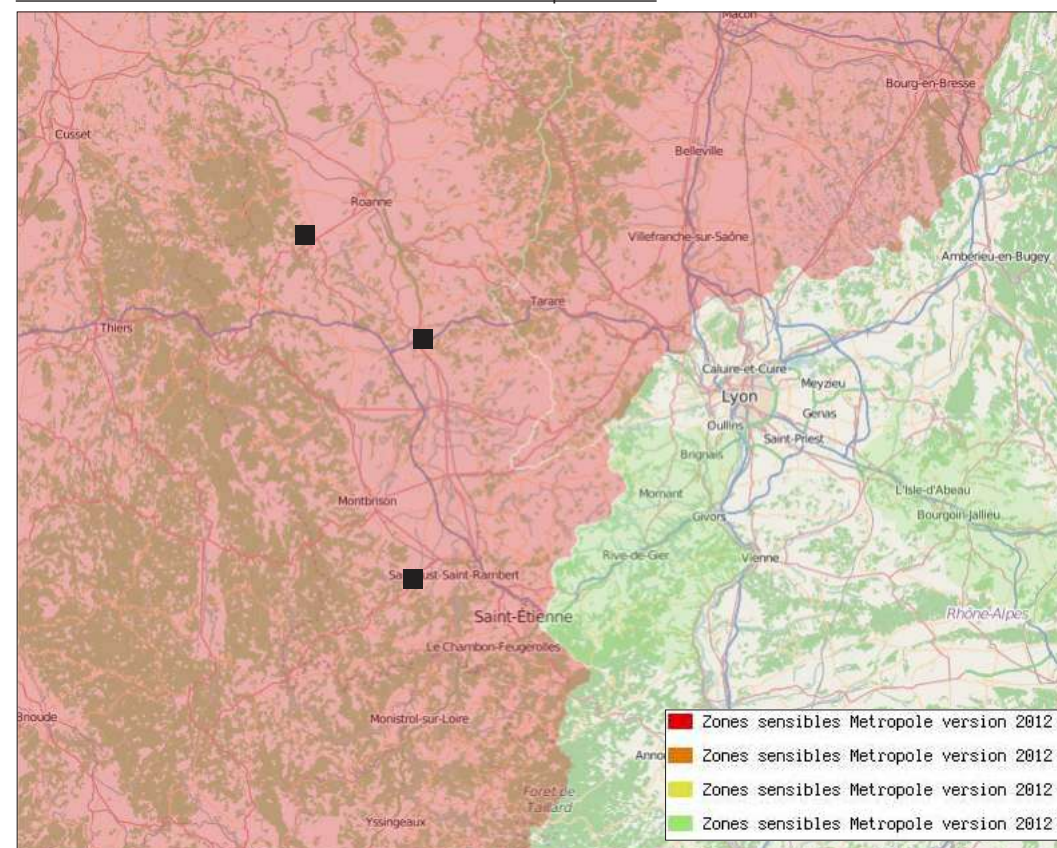 Macon
Bourg-en-Bresse
Cusset
Belleville
Roanne
Villefranche-sur-Saône
Ambérieu-en-Bugey
Tarare
Thiers
Caluire-et-Cuire
Meyzieu
Lyon
Genas
Oullins
Saint-Priest
Brignais
L'Isle-d'Abeau
Mornant
Montbrison
Bourgoin-Jallieu
Givors
Rive-de-Gier
Vienne
ust-Saint-Rambert
Rhône-Alpes
Saint-Étienne
Le Chambon-Feugerolles
Monistrol-sur-Loire
Zones sensibles Metropole version 2012
Zones sensibles Metropole version 2012
Zones sensibles Metropole version 2012
Zones sensibles Metropole version 2012
Forêt de
Taillard
Yssingeaux